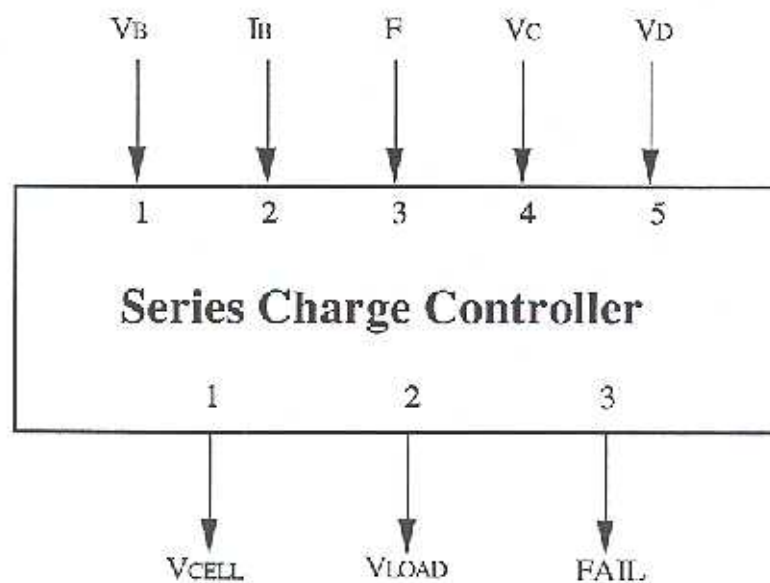 VB IB F VC VD
1 2 3 4 5
Series Charge Controller
1 2 3
VCELL VLOAD FAIL